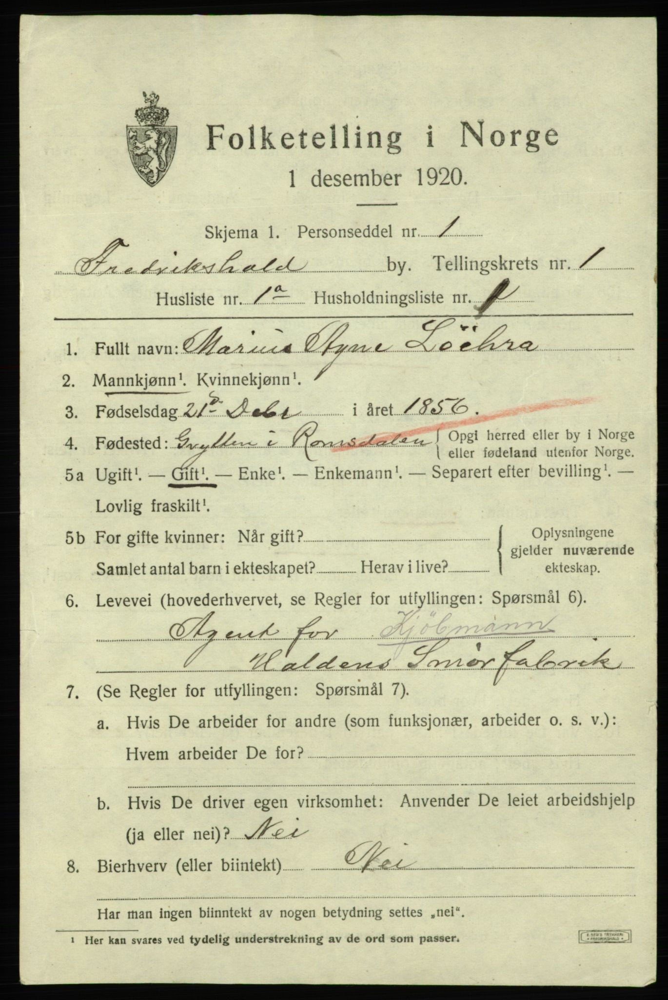 Folketelling i Norge
1 desember 1920.
Skjema 1. Personseddel nr. 1
Fredrikshald by. Tellingskrets nr. 1
Husliste nr. 1a Husholdningsliste nr. 1
1. Fullt navn: Marius Agne Löchra
2. Mannkjønn¹. Kvinnekjønn¹.
3. Fødselsdag 21d Debr i året 1856.
4. Fødested: Grytten i Romsdalen { Opgi herred eller by i Norge
eller fødeland utenfor Norge.
5a Ugift¹. — Gift¹. — Enke¹. — Enkemann¹. — Separert efter bevilling¹. —
Lovlig fraskilt¹.
5b For gifte kvinner: Når gift?
Samlet antal barn i ekteskapet? Herav i live?
{ Oplysningene
gjelder nuværende
ekteskap.
6. Levevei (hovederhvervet, se Regler for utfyllingen: Spørsmål 6).
Agent for Kjöbmann
Haldens Smörfabrik
7. (Se Regler for utfyllingen: Spørsmål 7).
a. Hvis De arbeider for andre (som funksjonær, arbeider o. s. v.):
Hvem arbeider De for?
b. Hvis De driver egen virksomhet: Anvender De leiet arbeidshjelp
(ja eller nei)? Nei
8. Bierhverv (eller biintekt) Nei
Har man ingen biinntekt av nogen betydning settes „nei“.
¹ Her kan svares ved tydelig understrekning av de ord som passer.
E. SEM'S TRYKKERI
• FREDRIKSHALD •